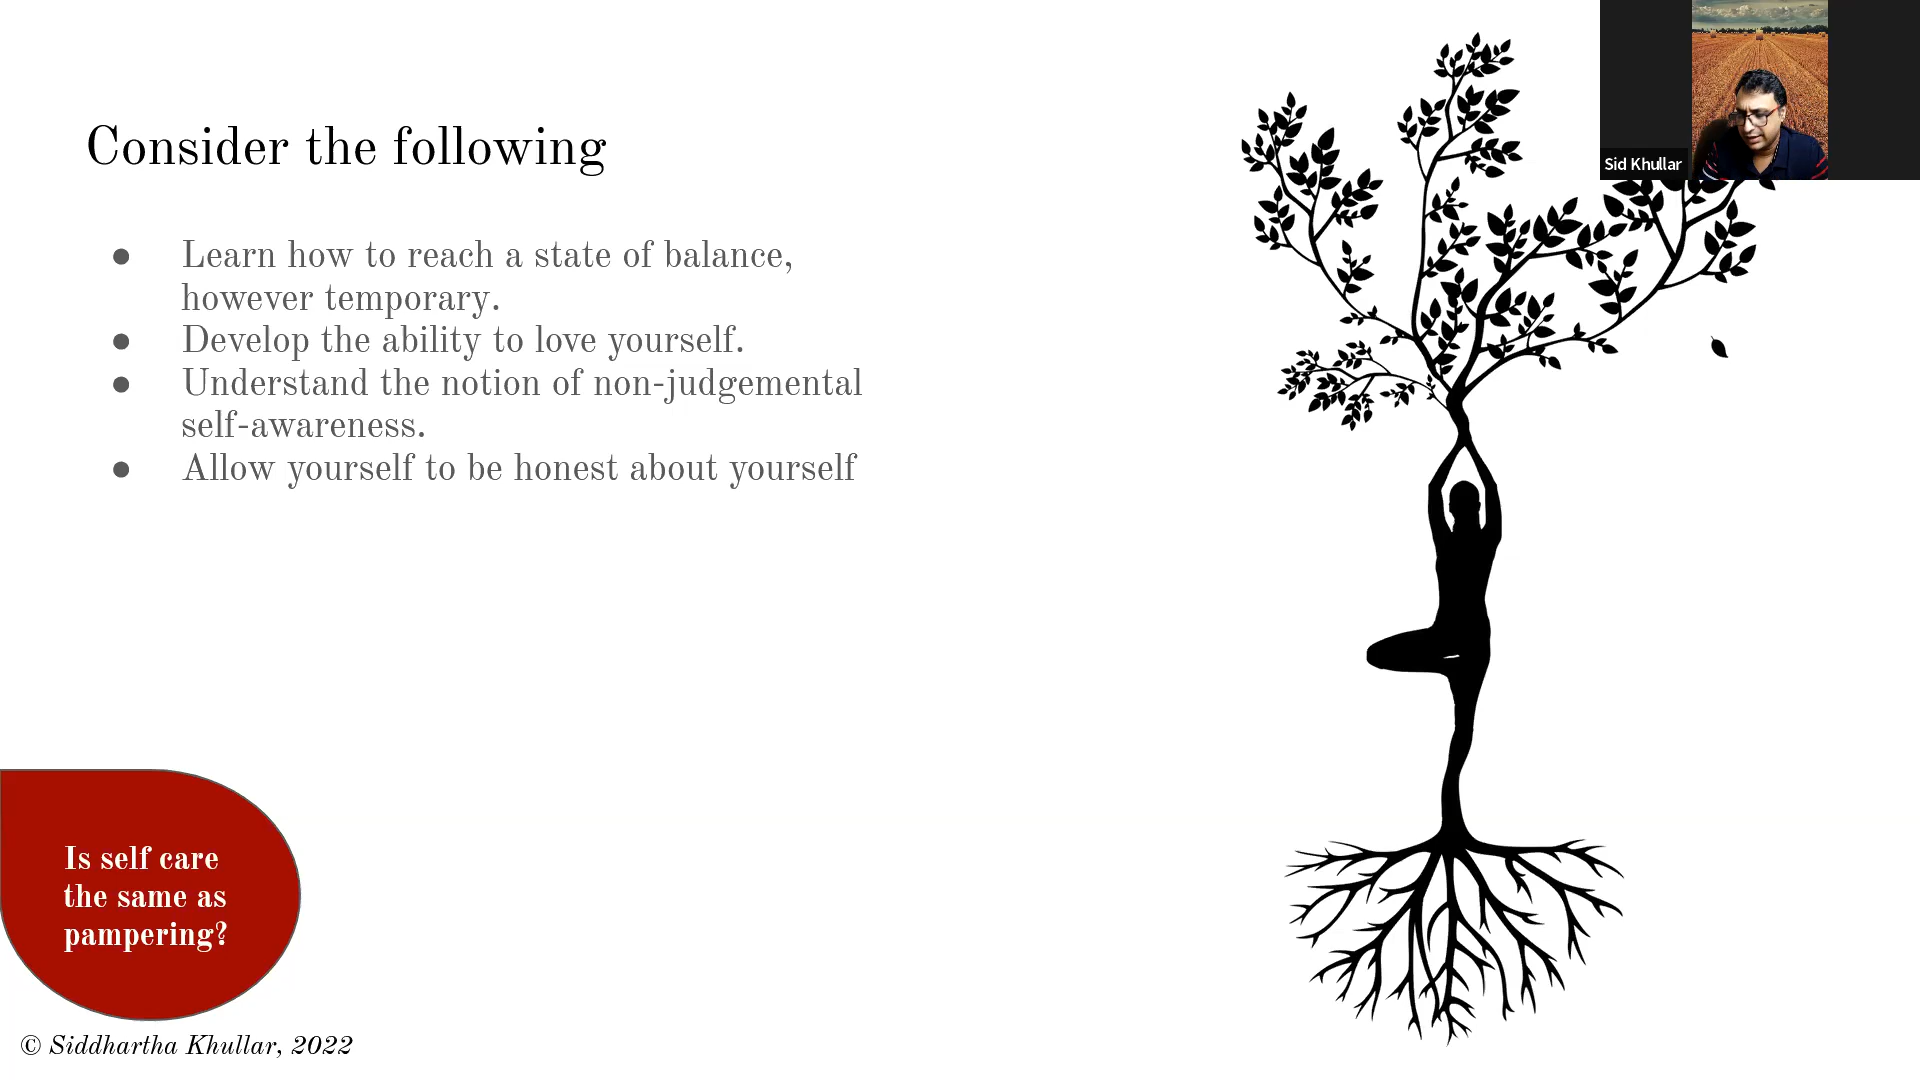 Consider the following
● Learn how to reach a state of balance,
however temporary.
● Develop the ability to love yourself.
● Understand the notion of non-judgemental
self-awareness.
● Allow yourself to be honest about yourself
Is self care
the same as
pampering?
© Siddhartha Khullar, 2022
Sid Khullar